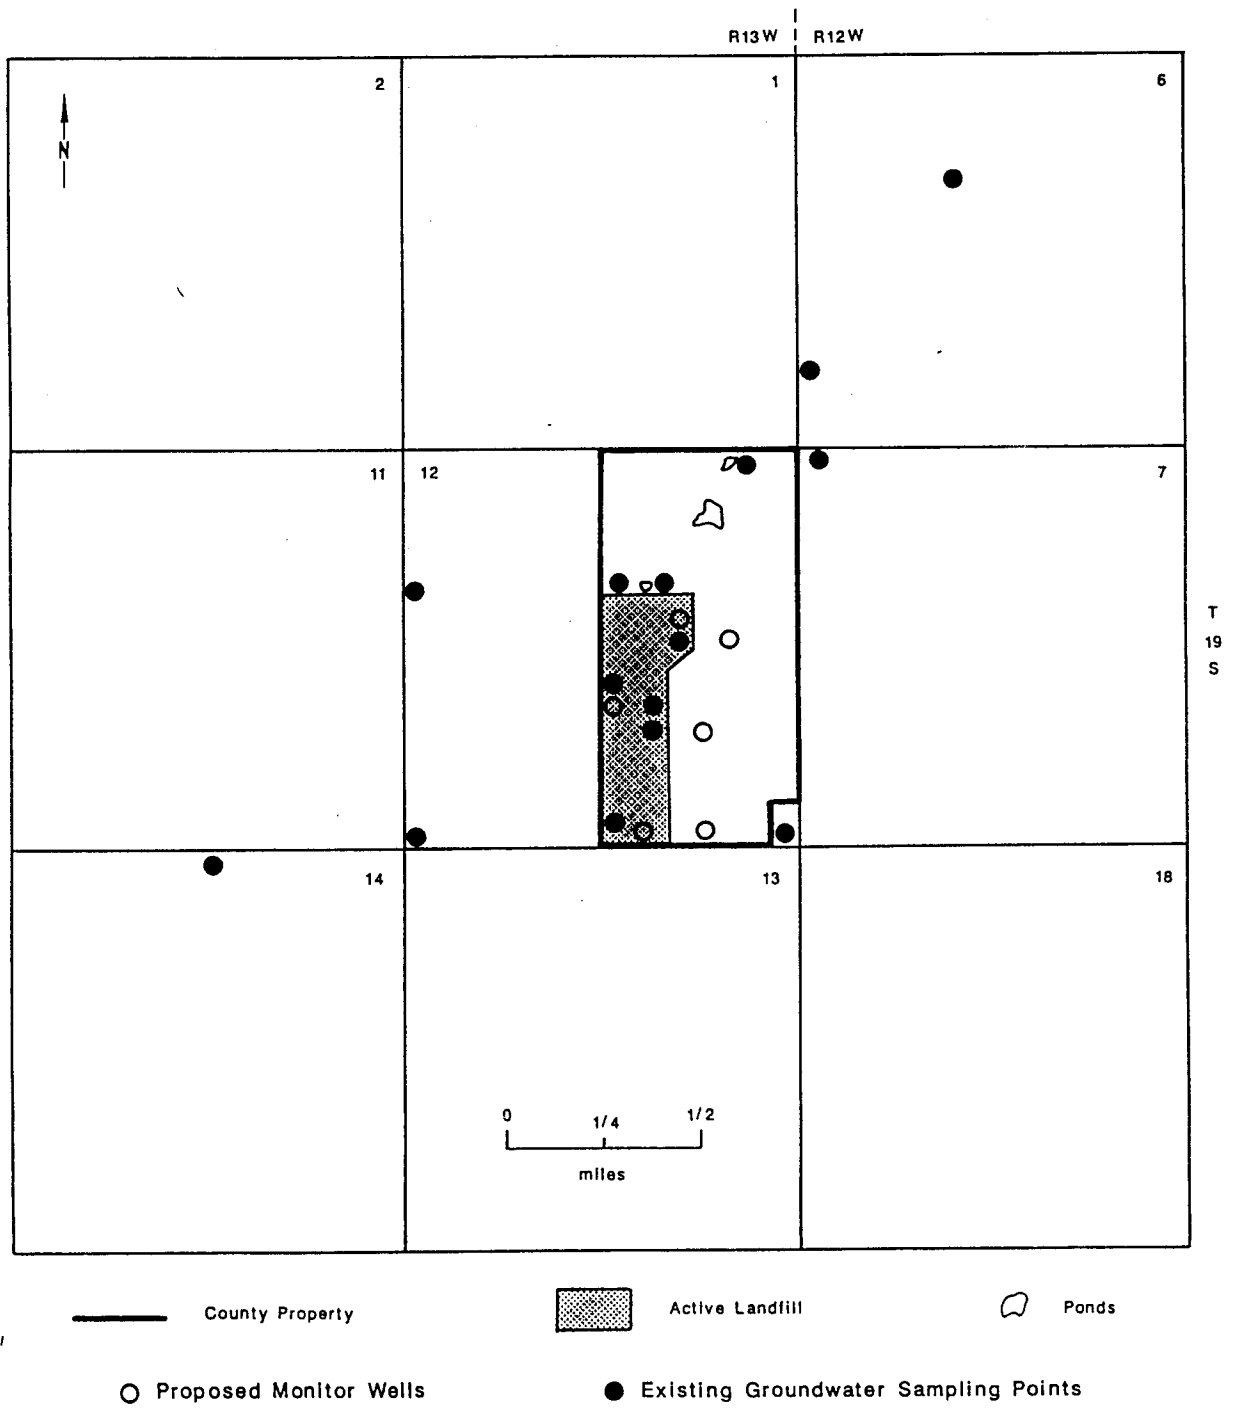 R13W R12W
2
1
6
N
11
12
7
T
19
S
14
13
18
0
1/4
1/2
miles
County Property
Active Landfill
Ponds
Proposed Monitor Wells
Existing Groundwater Sampling Points